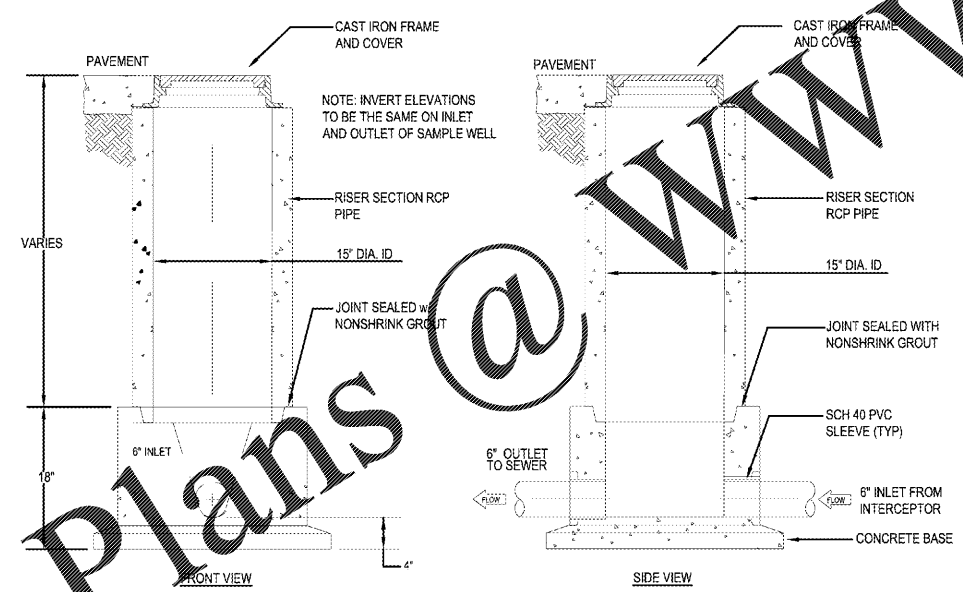 CAST IRON FRAME
AND COVER
PAVEMENT
NOTE: INVERT ELEVATIONS
TO BE THE SAME ON INLET
AND OUTLET OF SAMPLE WELL
RISER SECTION RCP
PIPE
VARIES
15" DIA. ID
JOINT SEALED w/
NONSHRINK GROUT
6" INLET
18"
4"
FRONT VIEW
CAST IRON FRAME
AND COVER
PAVEMENT
RISER SECTION
RCP PIPE
15" DIA. ID
JOINT SEALED WITH
NONSHRINK GROUT
SCH 40 PVC
SLEEVE (TYP)
6" OUTLET
TO SEWER
FLOW
FLOW
6" INLET FROM
INTERCEPTOR
CONCRETE BASE
SIDE VIEW
Plans @ WWW